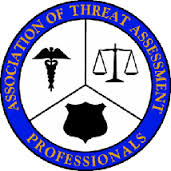 ASSOCIATION OF THREAT ASSESSMENT
PROFESSIONALS